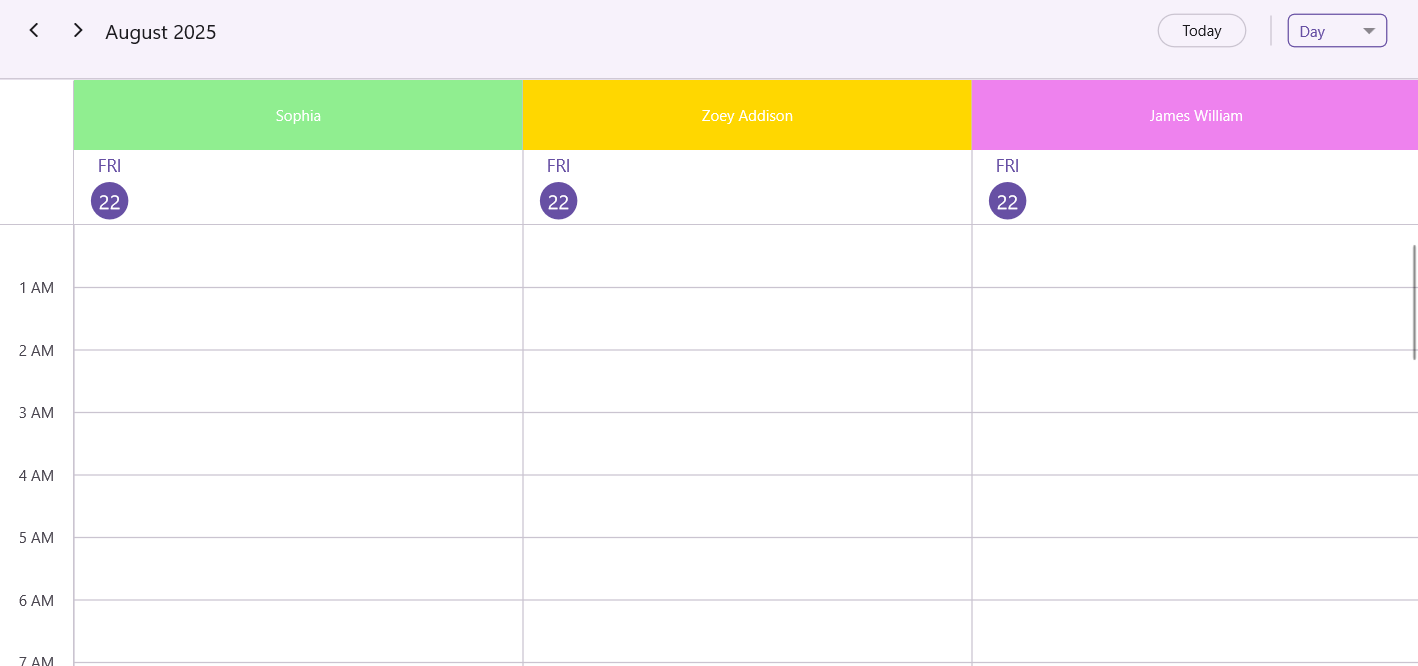 August 2025
Today
Day
Sophia
Zoey Addison
James William
FRI
22
FRI
22
FRI
22
1 AM
2 AM
3 AM
4 AM
5 AM
6 AM
7 AM